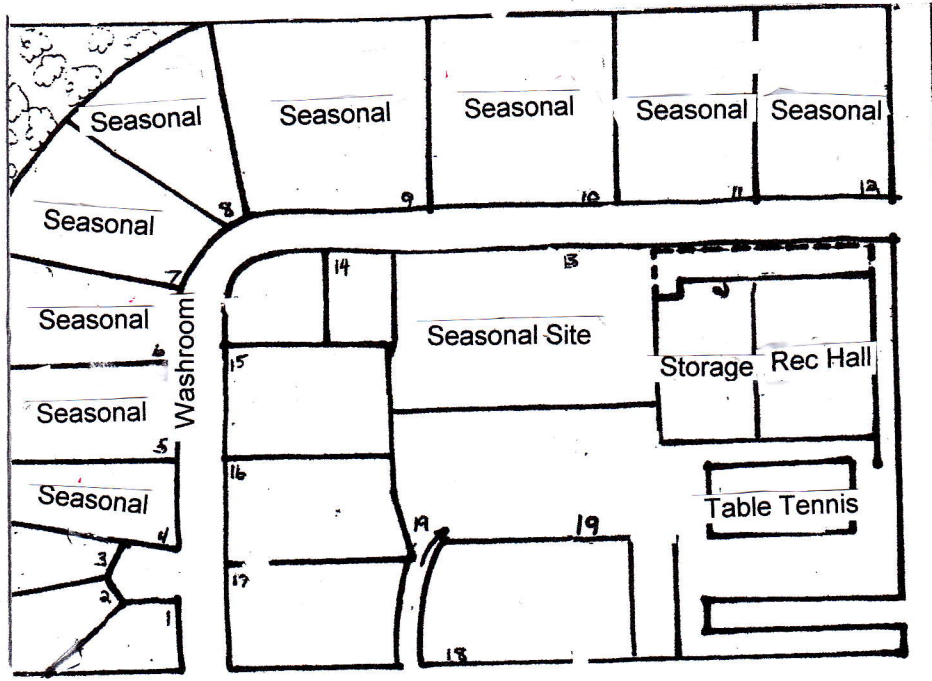 Seasonal
Seasonal
Seasonal
Seasonal
Seasonal
8
9
10
11
12
Seasonal
7
14
13
Seasonal
6
Washroom
15
Seasonal Site
Storage
Rec Hall
Seasonal
5
16
Seasonal
4
Table Tennis
3
19
19
17
2
1
18